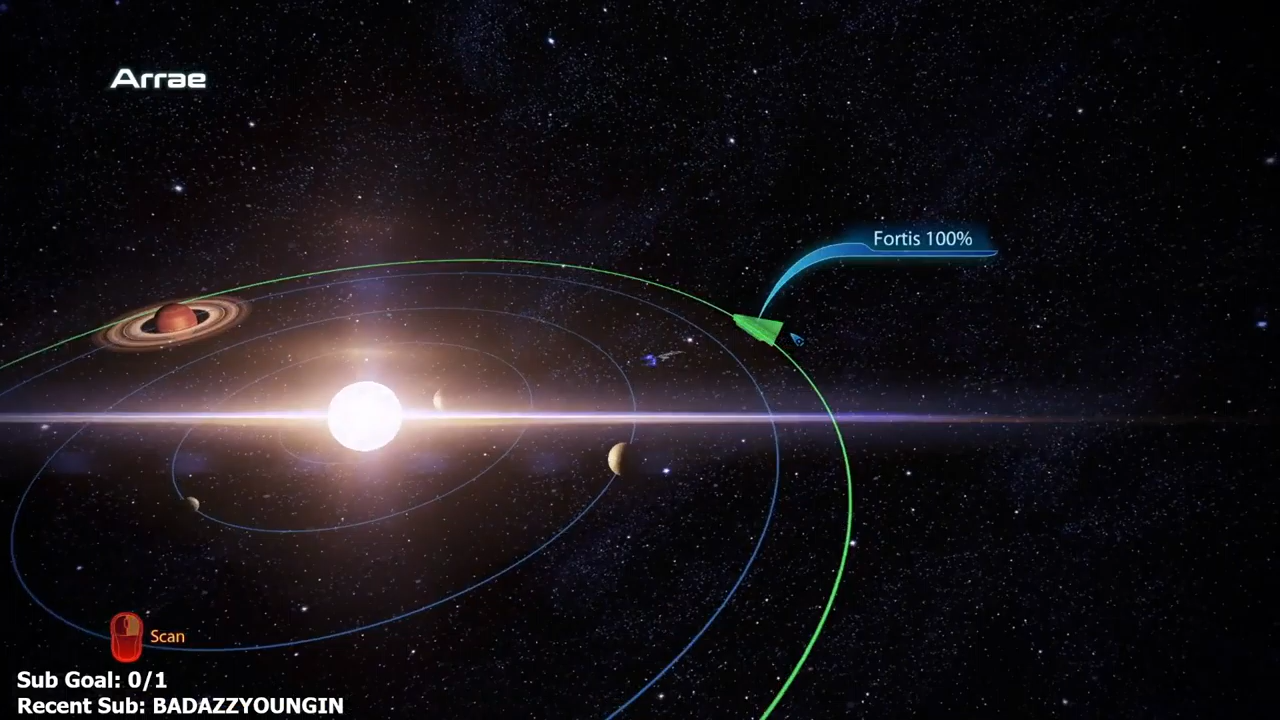 Arrae
Fortis 100%
Scan
Sub Goal: 0/1
Recent Sub: BADAZZYOUNGIN